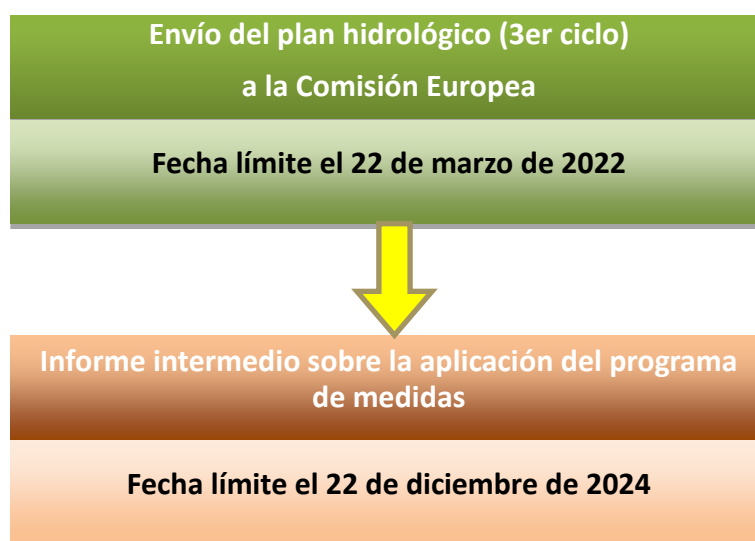 Envío del plan hidrológico (3er ciclo)
a la Comisión Europea
Fecha límite el 22 de marzo de 2022
Informe intermedio sobre la aplicación del programa
de medidas
Fecha límite el 22 de diciembre de 2024